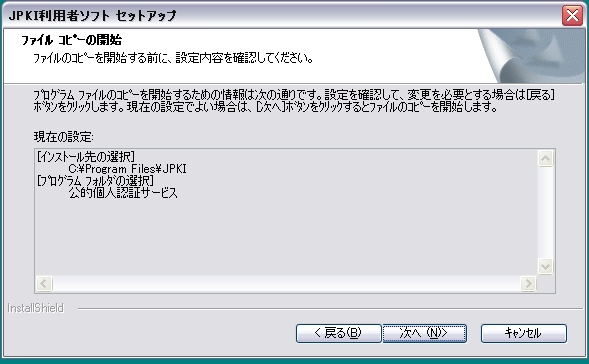 JPKI利用者ソフト セットアップ
ファイル コピーの開始
ファイルのコピーを開始する前に、設定内容を確認してください。
プログラム ファイルのコピーを開始するための情報は次の通りです。設定を確認して、変更を必要とする場合は[戻る]
ボタンをクリックします。現在の設定でよい場合は、[次へ]ボタンをクリックするとファイルのコピーを開始します。
現在の設定:
[インストール先の選択]
C:¥Program Files¥JPKI
[プログラム フォルダの選択]
公的個人認証サービス
InstallShield
< 戻る(B)
次へ (N)>
キャンセル